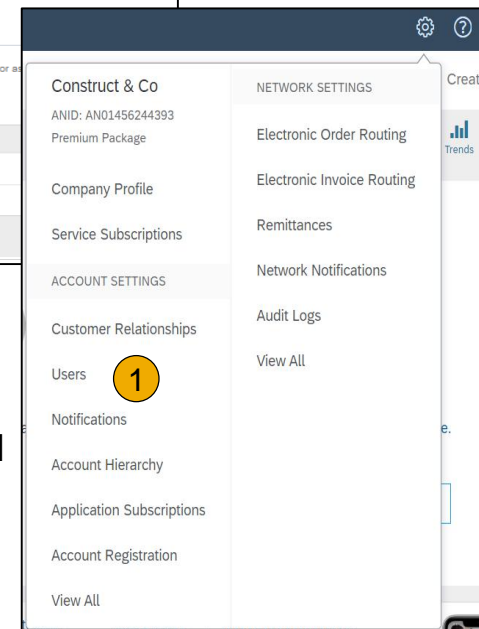 or as
Construct & Co
ANID: AN01456244393
Premium Package
Company Profile
Service Subscriptions
ACCOUNT SETTINGS
Customer Relationships
Users
1
Notifications
Account Hierarchy
Application Subscriptions
Account Registration
View All
NETWORK SETTINGS
Electronic Order Routing
Electronic Invoice Routing
Remittances
Network Notifications
Audit Logs
View All
?
Creat
Trends
e.